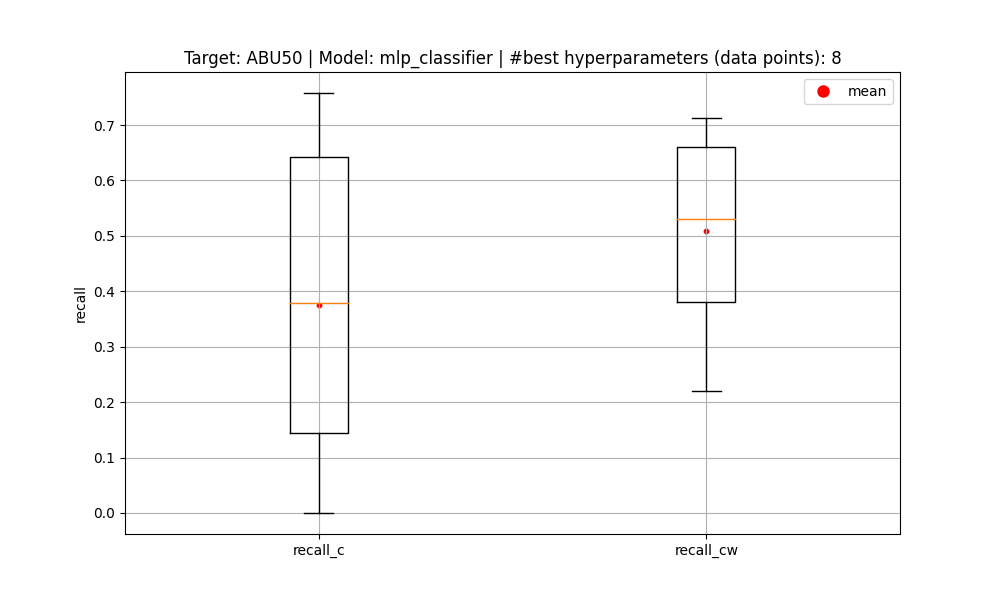 Target: ABU50 | Model: mlp_classifier | #best hyperparameters (data points): 8
mean
0.7
0.6
0.5
0.4
0.3
0.2
0.1
0.0
recall
recall_c
recall_cw